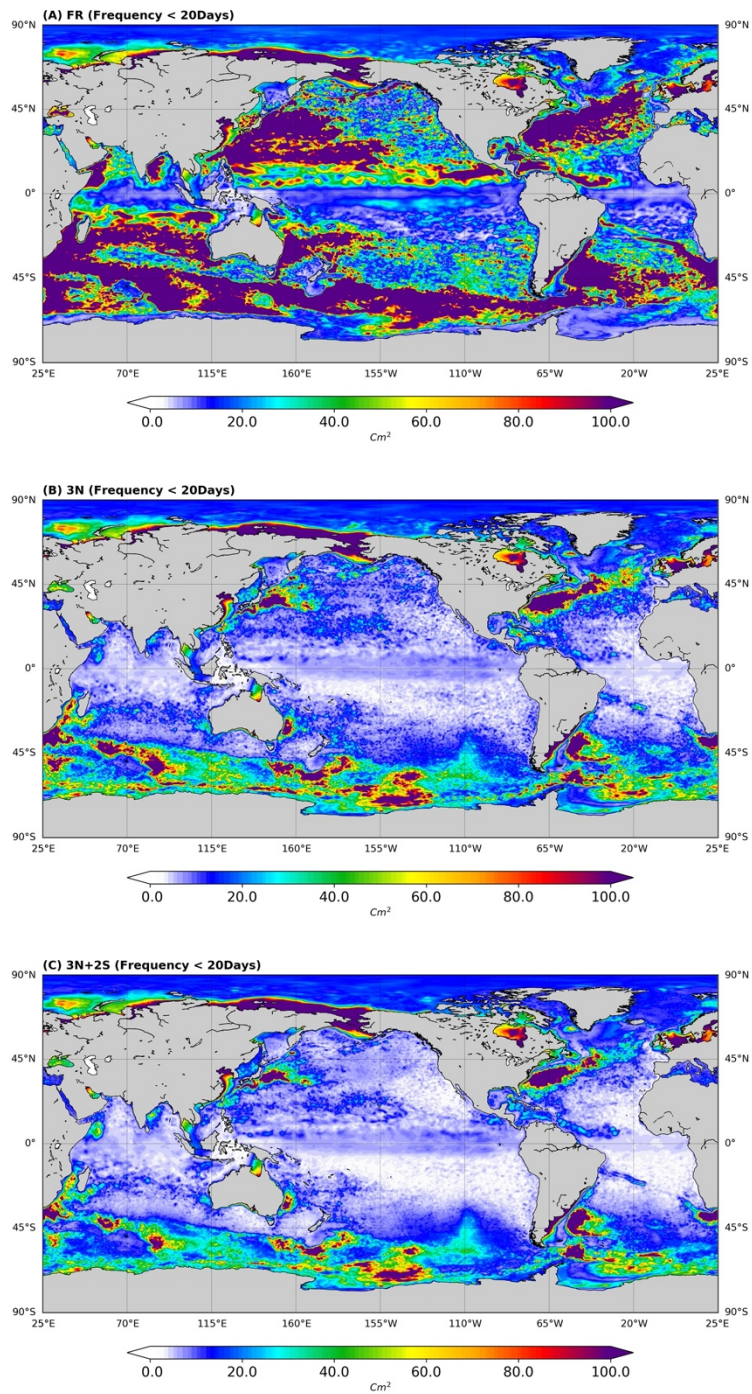 (A) FR (Frequency < 20Days)
90°N 90°N
45°N 45°N
0° 0°
45°S 45°S
90°S 90°S
25°E 70°E 115°E 160°E 155°W 110°W 65°W 20°W 25°E
0.0 20.0 40.0 60.0 80.0 100.0
Cm²
(B) 3N (Frequency < 20Days)
90°N 90°N
45°N 45°N
0° 0°
45°S 45°S
90°S 90°S
25°E 70°E 115°E 160°E 155°W 110°W 65°W 20°W 25°E
0.0 20.0 40.0 60.0 80.0 100.0
Cm²
(C) 3N+2S (Frequency < 20Days)
90°N 90°N
45°N 45°N
0° 0°
45°S 45°S
90°S 90°S
25°E 70°E 115°E 160°E 155°W 110°W 65°W 20°W 25°E
0.0 20.0 40.0 60.0 80.0 100.0
Cm²